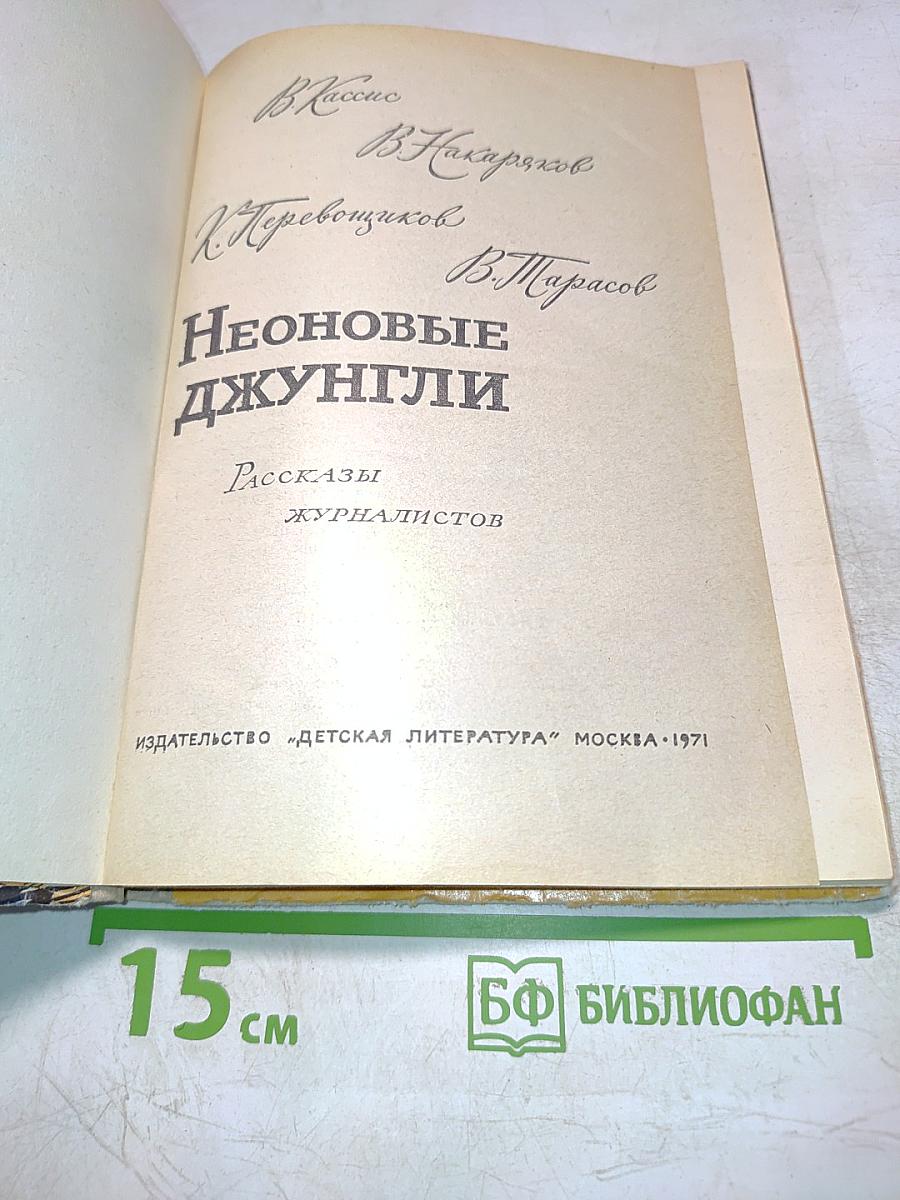 В. Кассис
В. Накаряков
К. Перевощиков
В. Тарасов
НЕОНОВЫЕ
ДЖУНГЛИ
РАССКАЗЫ
ЖУРНАЛИСТОВ
ИЗДАТЕЛЬСТВО „ДЕТСКАЯ ЛИТЕРАТУРА" МОСКВА • 1971
15 см
БФ БИБЛИОФАН